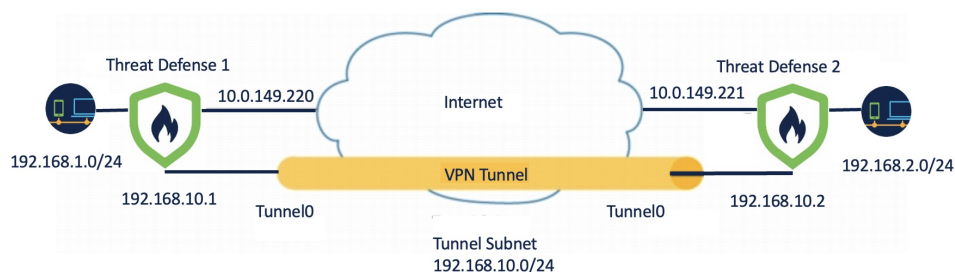 Threat Defense 1
Threat Defense 2
10.0.149.220
Internet
10.0.149.221
192.168.1.0/24
192.168.2.0/24
VPN Tunnel
192.168.10.1
192.168.10.2
Tunnel0
Tunnel0
Tunnel Subnet
192.168.10.0/24